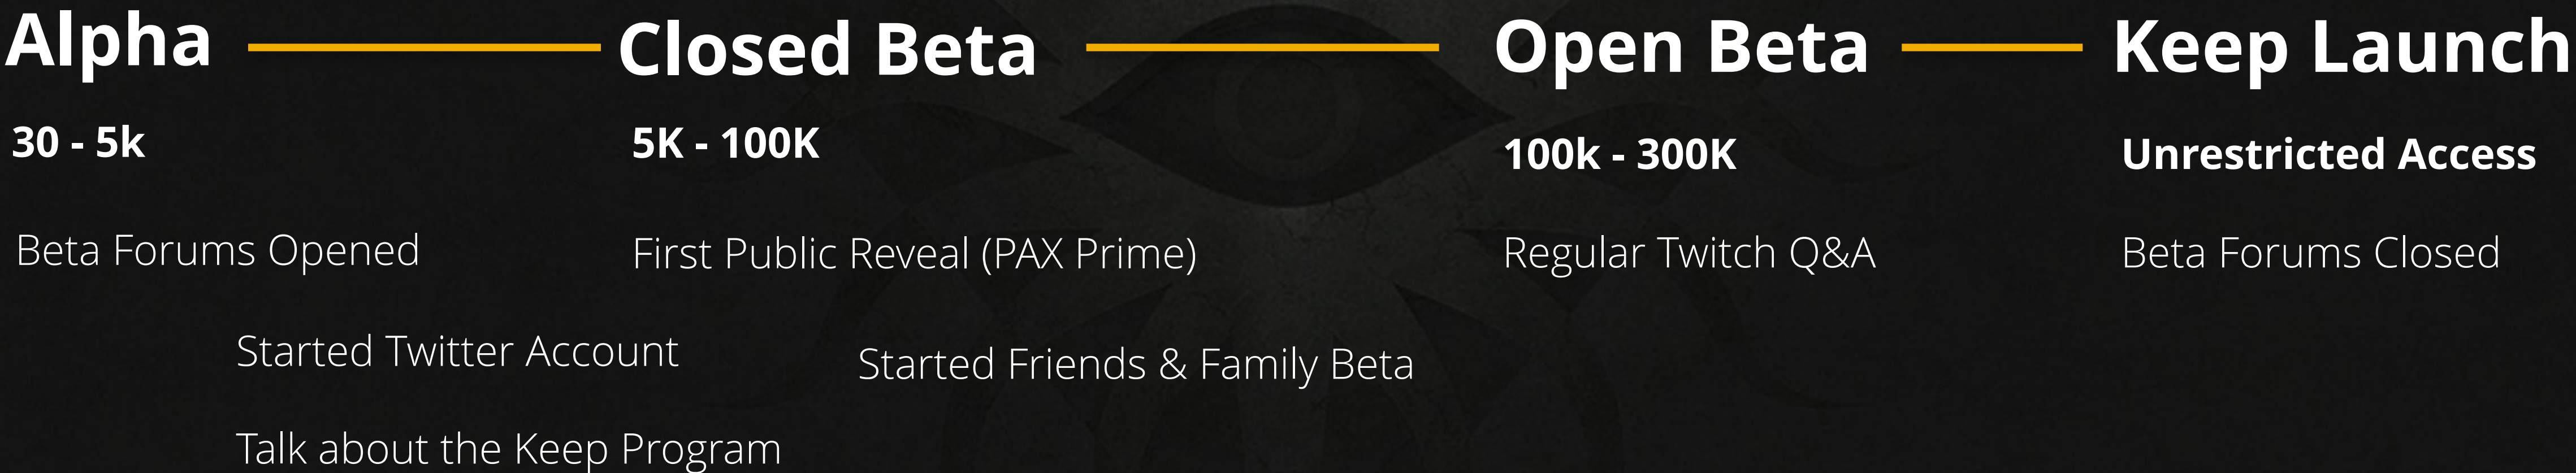 Alpha
Closed Beta
Open Beta
Keep Launch
30 - 5k
5K - 100K
100k - 300K
Unrestricted Access
Beta Forums Opened
First Public Reveal (PAX Prime)
Regular Twitch Q&A
Beta Forums Closed
Started Twitter Account
Started Friends & Family Beta
Talk about the Keep Program